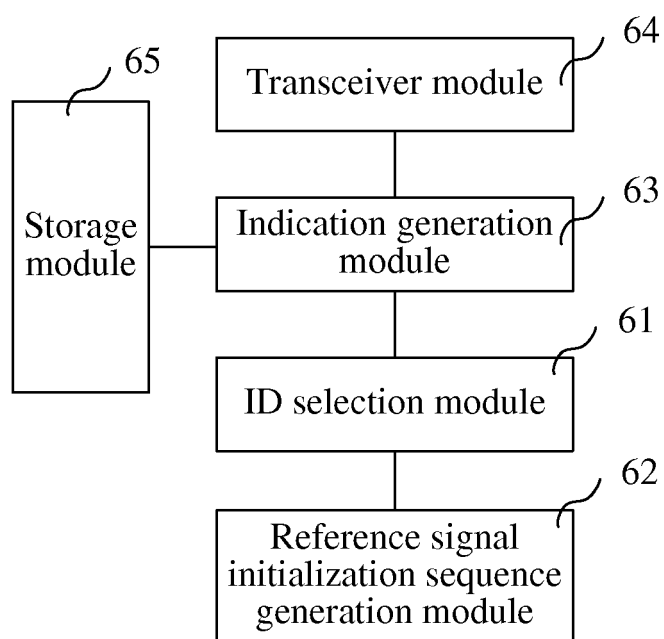 64
Transceiver module
65
Storage
module
63
Indication generation
module
61
ID selection module
62
Reference signal
initialization sequence
generation module